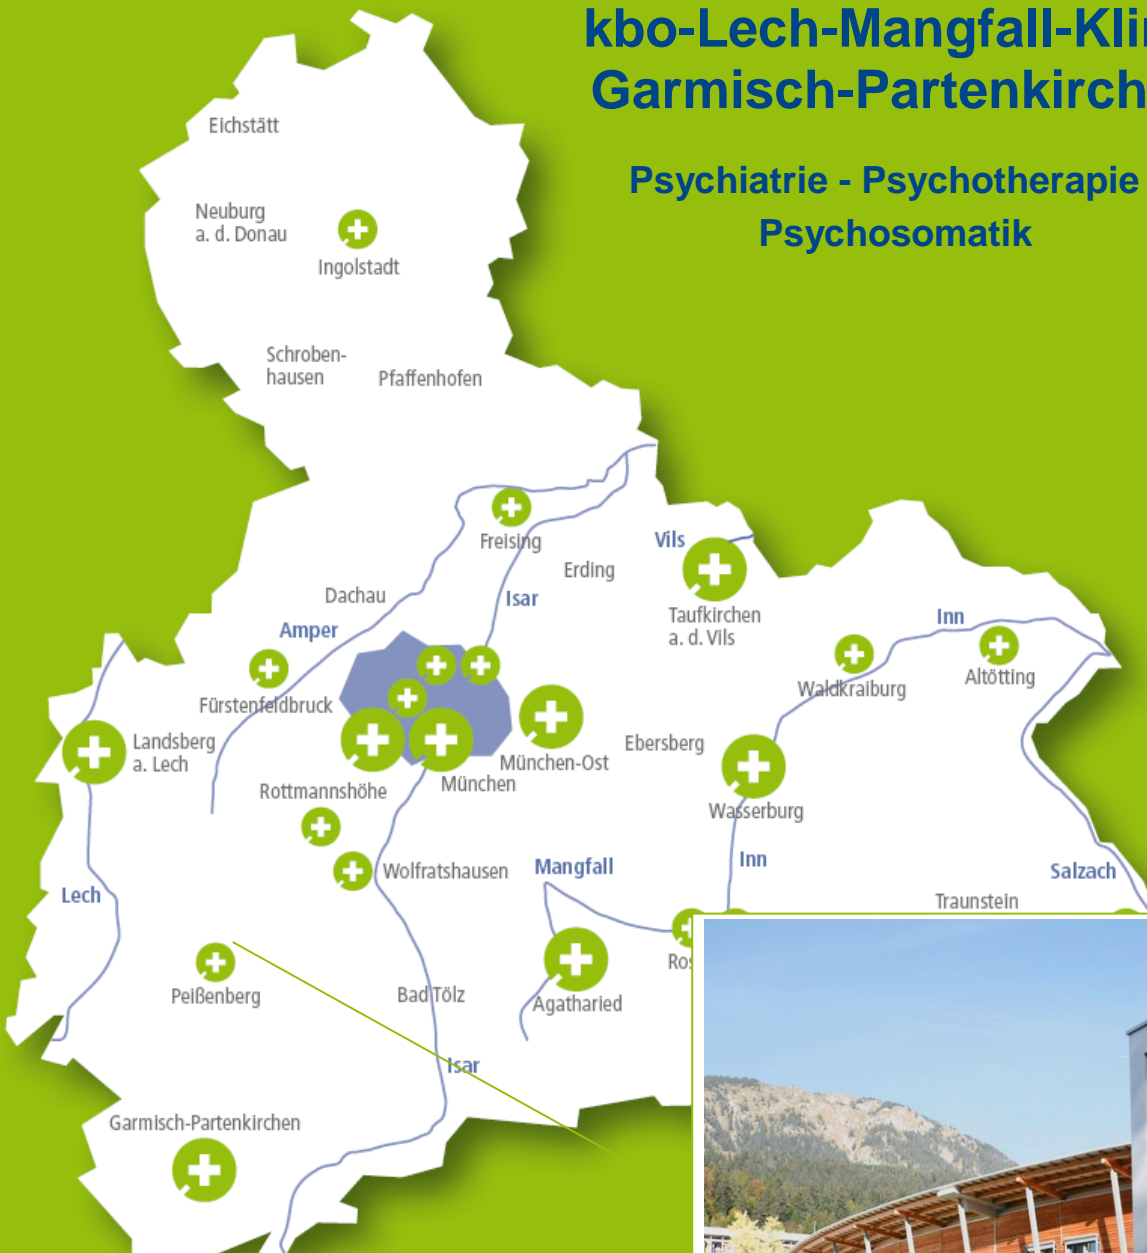 kbo-Lech-Mangfall-Kli
Garmisch-Partenkirch
Psychiatrie - Psychotherapie
Psychosomatik
Eichstätt
Neuburg
a. d. Donau
Ingolstadt
Schroben-
hausen
Pfaffenhofen
Freising
Vils
Erding
Dachau
Isar
Taufkirchen
a. d. Vils
Amper
Inn
Fürstenfeldbruck
Waldkraiburg
Altötting
Landsberg
a. Lech
München-Ost
Ebersberg
München
Rottmannshöhe
Wasserburg
Wolfratshausen
Mangfall
Inn
Salzach
Lech
Traunstein
Ros
Peißenberg
Bad Tölz
Agatharied
Isar
Garmisch-Partenkirchen